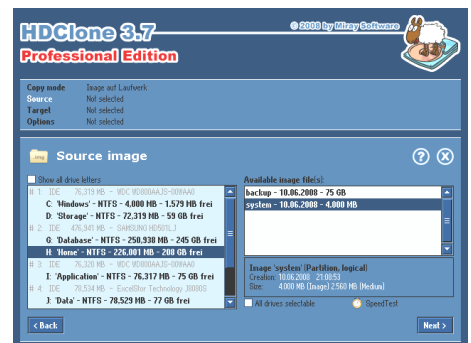 HDClone 3.7
Professional Edition
© 2008 by Miray Software
Copy mode Image auf Laufwerk
Source Not selected
Target Not selected
Options Not selected
.img Source image
Show all drive letters
# 1 IDE 76,319 MB - WDC WD800AAJS-00WAA0
C: 'Windows' - NTFS - 4,000 MB - 1.579 MB frei
D: 'Storage' - NTFS - 72,319 MB - 59 GB frei
# 2 IDE 476,941 MB - SAMSUNG HD501LJ
G: 'Database' - NTFS - 250,938 MB - 245 GB frei
H: 'Home' - NTFS - 226,001 MB - 200 GB frei
# 3 IDE 76,320 MB - WDC WD800AAJS-00WAA0
I: 'Application' - NTFS - 76,317 MB - 75 GB frei
# 4 IDE 78,534 MB - ExcelStor Technology J8080S
J: 'Data' - NTFS - 78,529 MB - 77 GB frei
Available image file(s):
backup - 10.06.2008 - 75 GB
system - 10.06.2008 - 4.000 MB
Image 'system' (Partition, logical)
Creation: 10.06.2008 21:08:53
Size: 4.000 MB (Image) 2.560 MB (Medium)
All drives selectable
SpeedTest
< Back
Next >